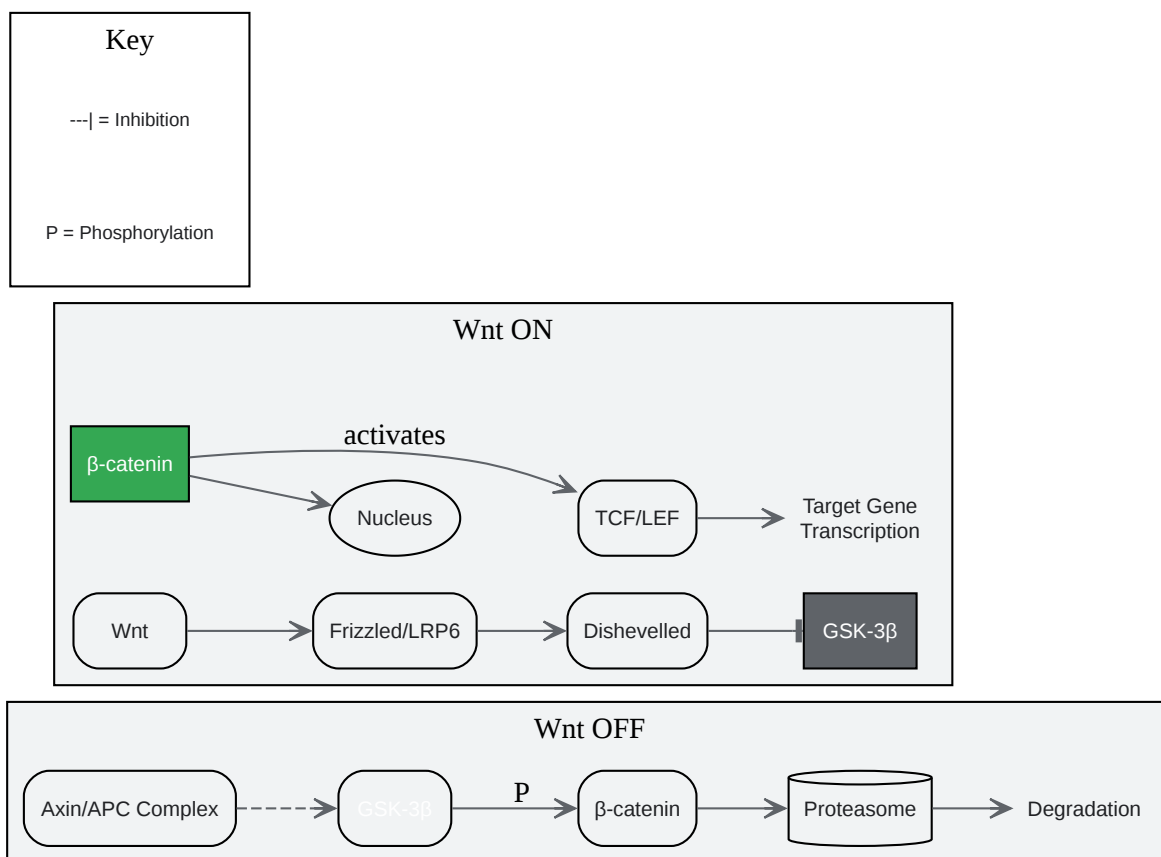 Key
---| = Inhibition
P = Phosphorylation
Wnt ON
activates
β-catenin
Nucleus
TCF/LEF
Target Gene
Transcription
Wnt
Frizzled/LRP6
Dishevelled
GSK-3β
Wnt OFF
Axin/APC Complex
GSK-3β
P
β-catenin
Proteasome
Degradation